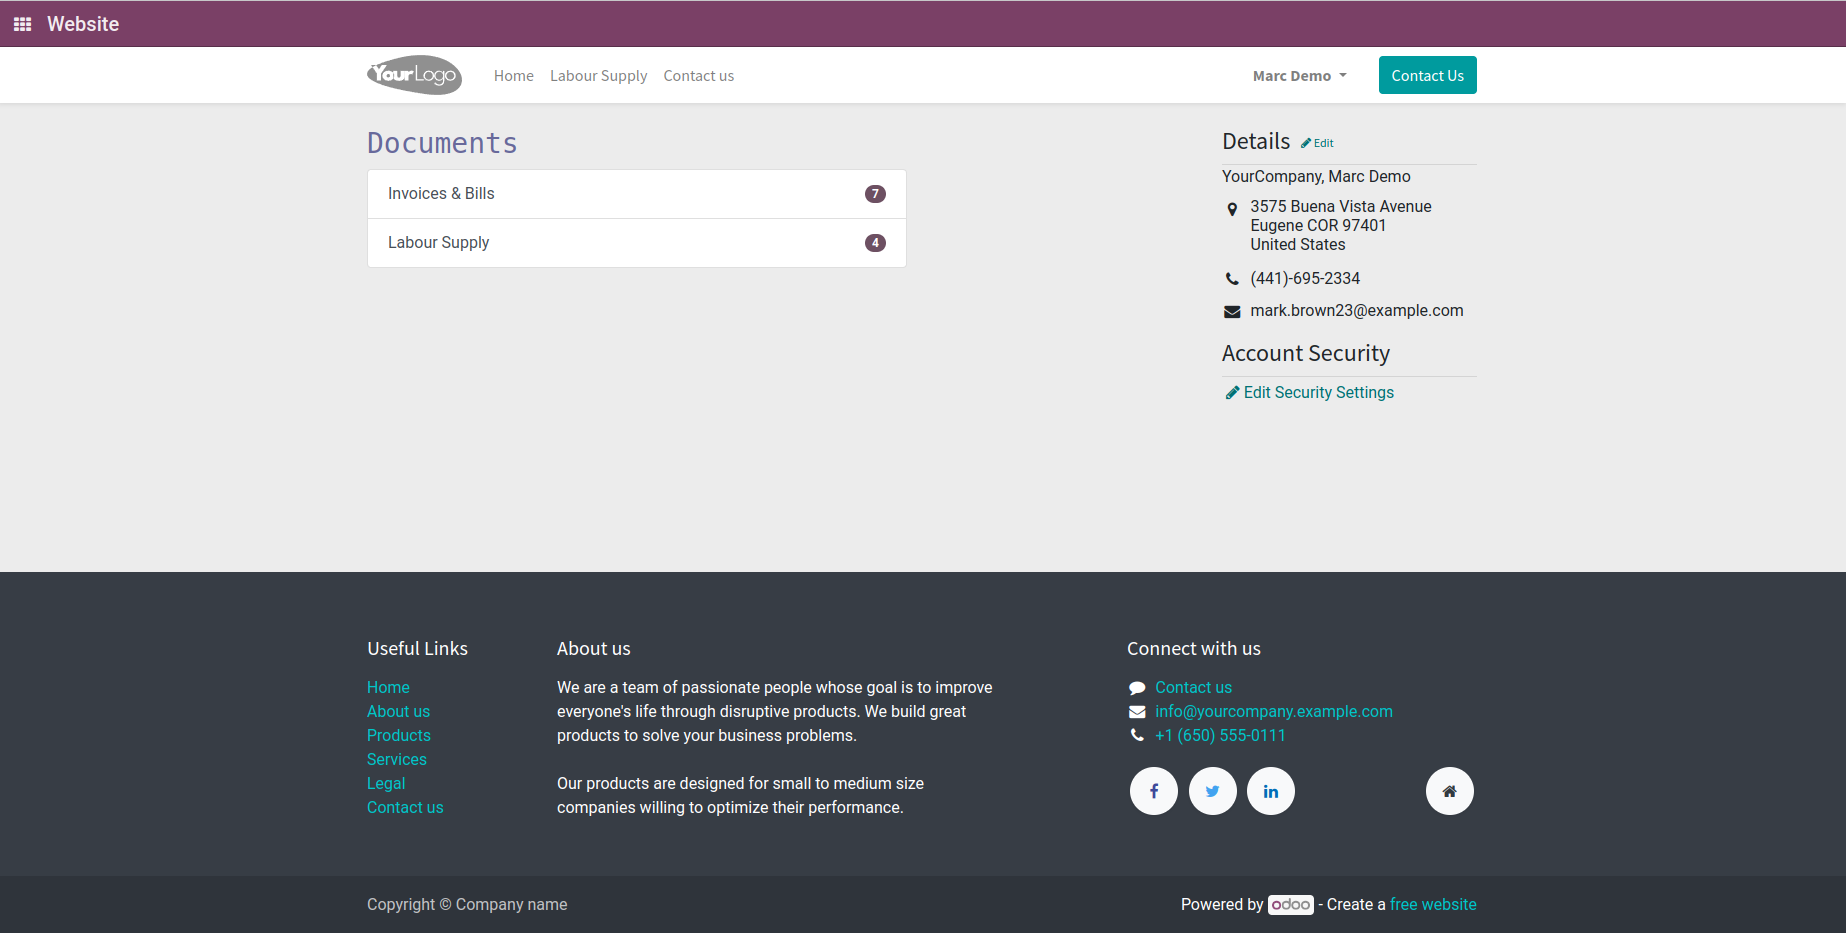 Website
YourLogo
Home Labour Supply Contact us Marc Demo Contact Us
Documents
Invoices & Bills 7
Labour Supply 4
Details Edit
YourCompany, Marc Demo
3575 Buena Vista Avenue
Eugene COR 97401
United States
(441)-695-2334
mark.brown23@example.com
Account Security
Edit Security Settings
Useful Links
Home
About us
Products
Services
Legal
Contact us
About us
We are a team of passionate people whose goal is to improve
everyone's life through disruptive products. We build great
products to solve your business problems.
Our products are designed for small to medium size
companies willing to optimize their performance.
Connect with us
Contact us
info@yourcompany.example.com
+1 (650) 555-0111
Copyright © Company name
Powered by odoo - Create a free website